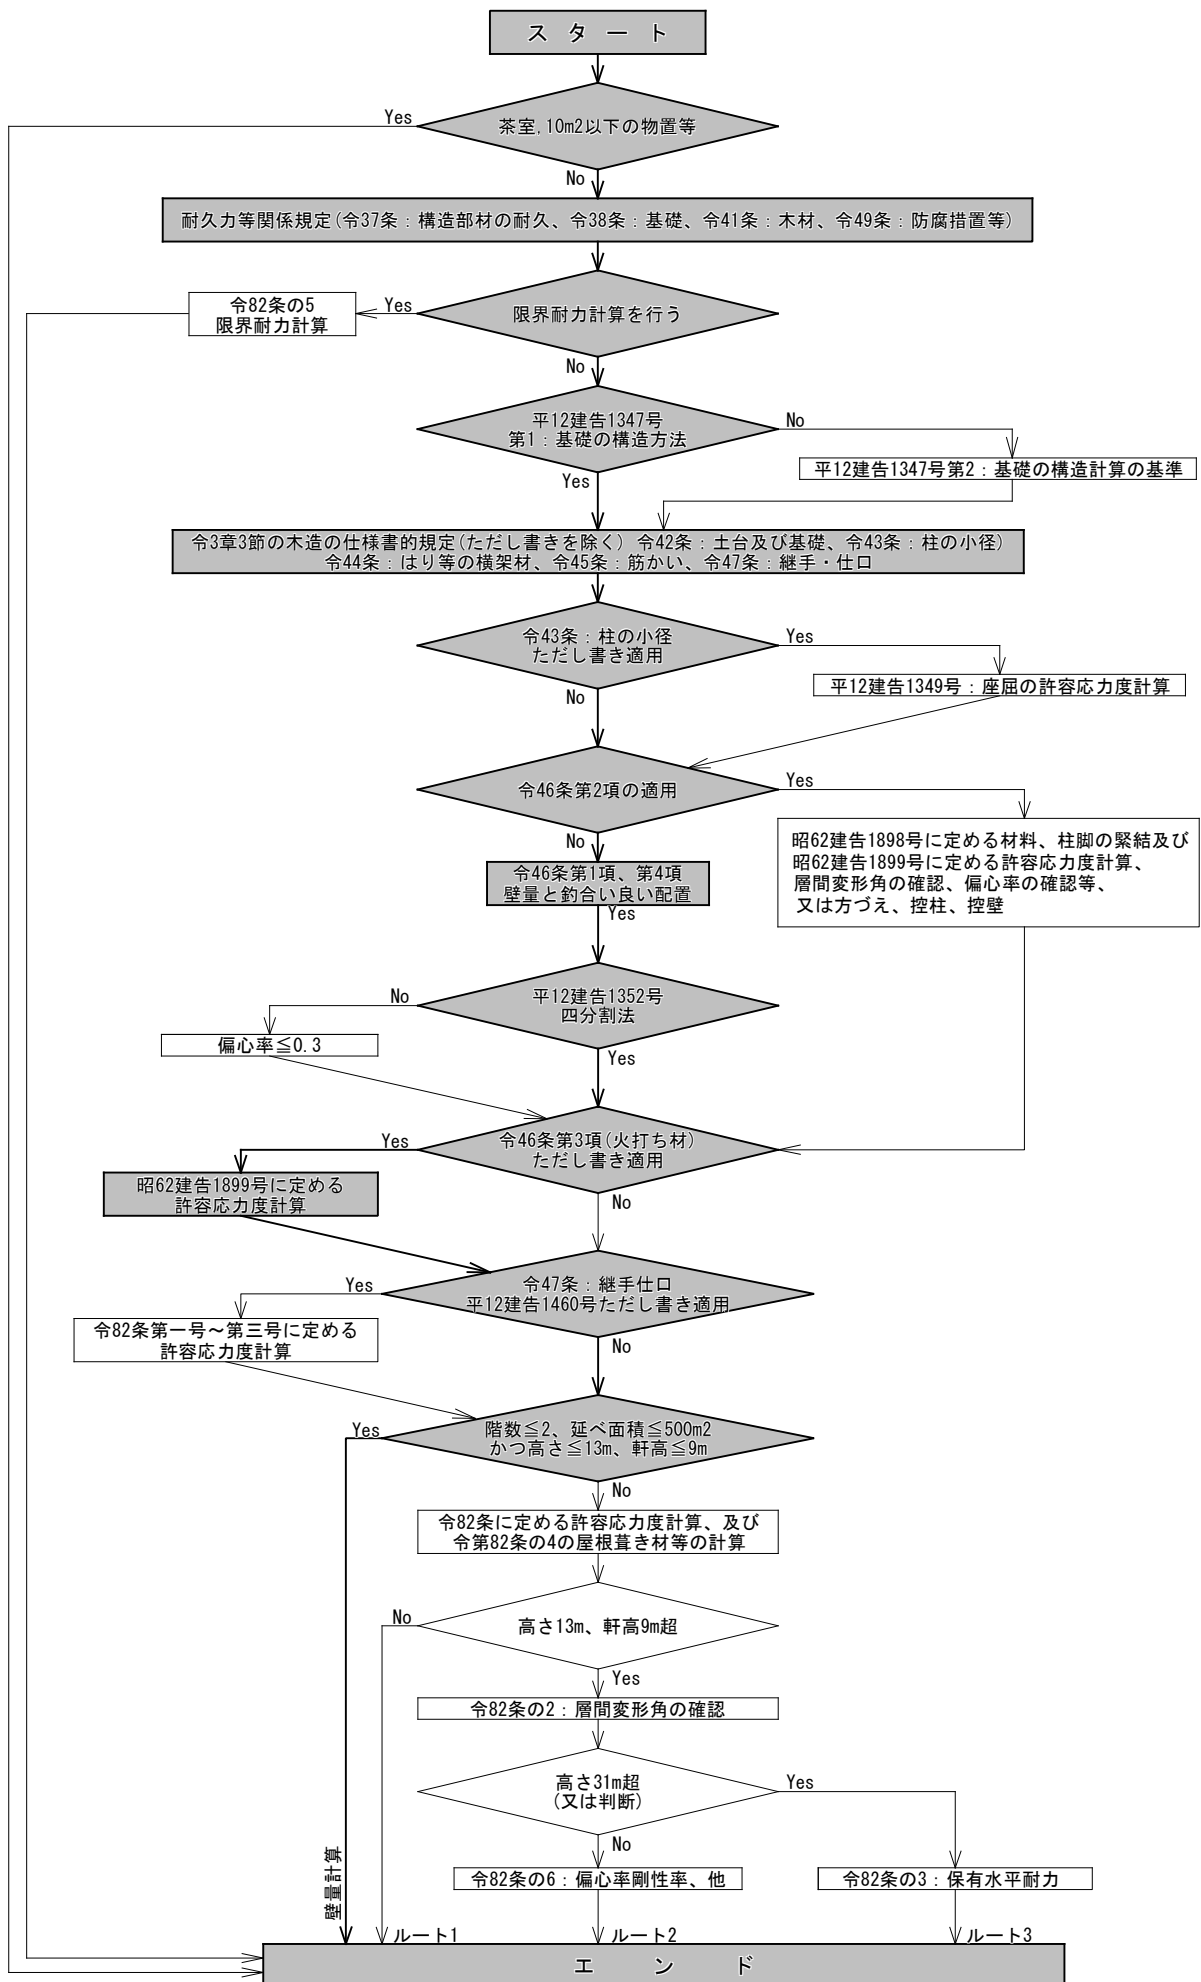 スタート
Yes
茶室,10m2以下の物置等
No
耐久力等関係規定(令37条：構造部材の耐久、令38条：基礎、令41条：木材、令49条：防腐措置等)
令82条の5
限界耐力計算
Yes
限界耐力計算を行う
No
平12建告1347号
第1：基礎の構造方法
No
平12建告1347号第2：基礎の構造計算の基準
Yes
令3章3節の木造の仕様書的規定(ただし書きを除く) 令42条：土台及び基礎、令43条：柱の小径)
令44条：はり等の横架材、令45条：筋かい、令47条：継手・仕口
令43条：柱の小径
ただし書き適用
Yes
平12建告1349号：座屈の許容応力度計算
No
令46条第2項の適用
Yes
No
昭62建告1898号に定める材料、柱脚の緊結及び
昭62建告1899号に定める許容応力度計算、
層間変形角の確認、偏心率の確認等、
又は方づえ、控柱、控壁
令46条第1項、第4項
壁量と釣合い良い配置
Yes
平12建告1352号
四分割法
No
偏心率≦0.3
Yes
令46条第3項(火打ち材)
ただし書き適用
Yes
昭62建告1899号に定める
許容応力度計算
No
令47条：継手仕口
平12建告1460号ただし書き適用
Yes
令82条第一号～第三号に定める
許容応力度計算
No
階数≦2、延べ面積≦500m2
かつ高さ≦13m、軒高≦9m
Yes
No
令82条に定める許容応力度計算、及び
令第82条の4の屋根葺き材等の計算
No
高さ13m、軒高9m超
Yes
令82条の2：層間変形角の確認
高さ31m超
(又は判断)
Yes
No
令82条の6：偏心率剛性率、他
令82条の3：保有水平耐力
壁量計算
ルート1
ルート2
ルート3
エンド